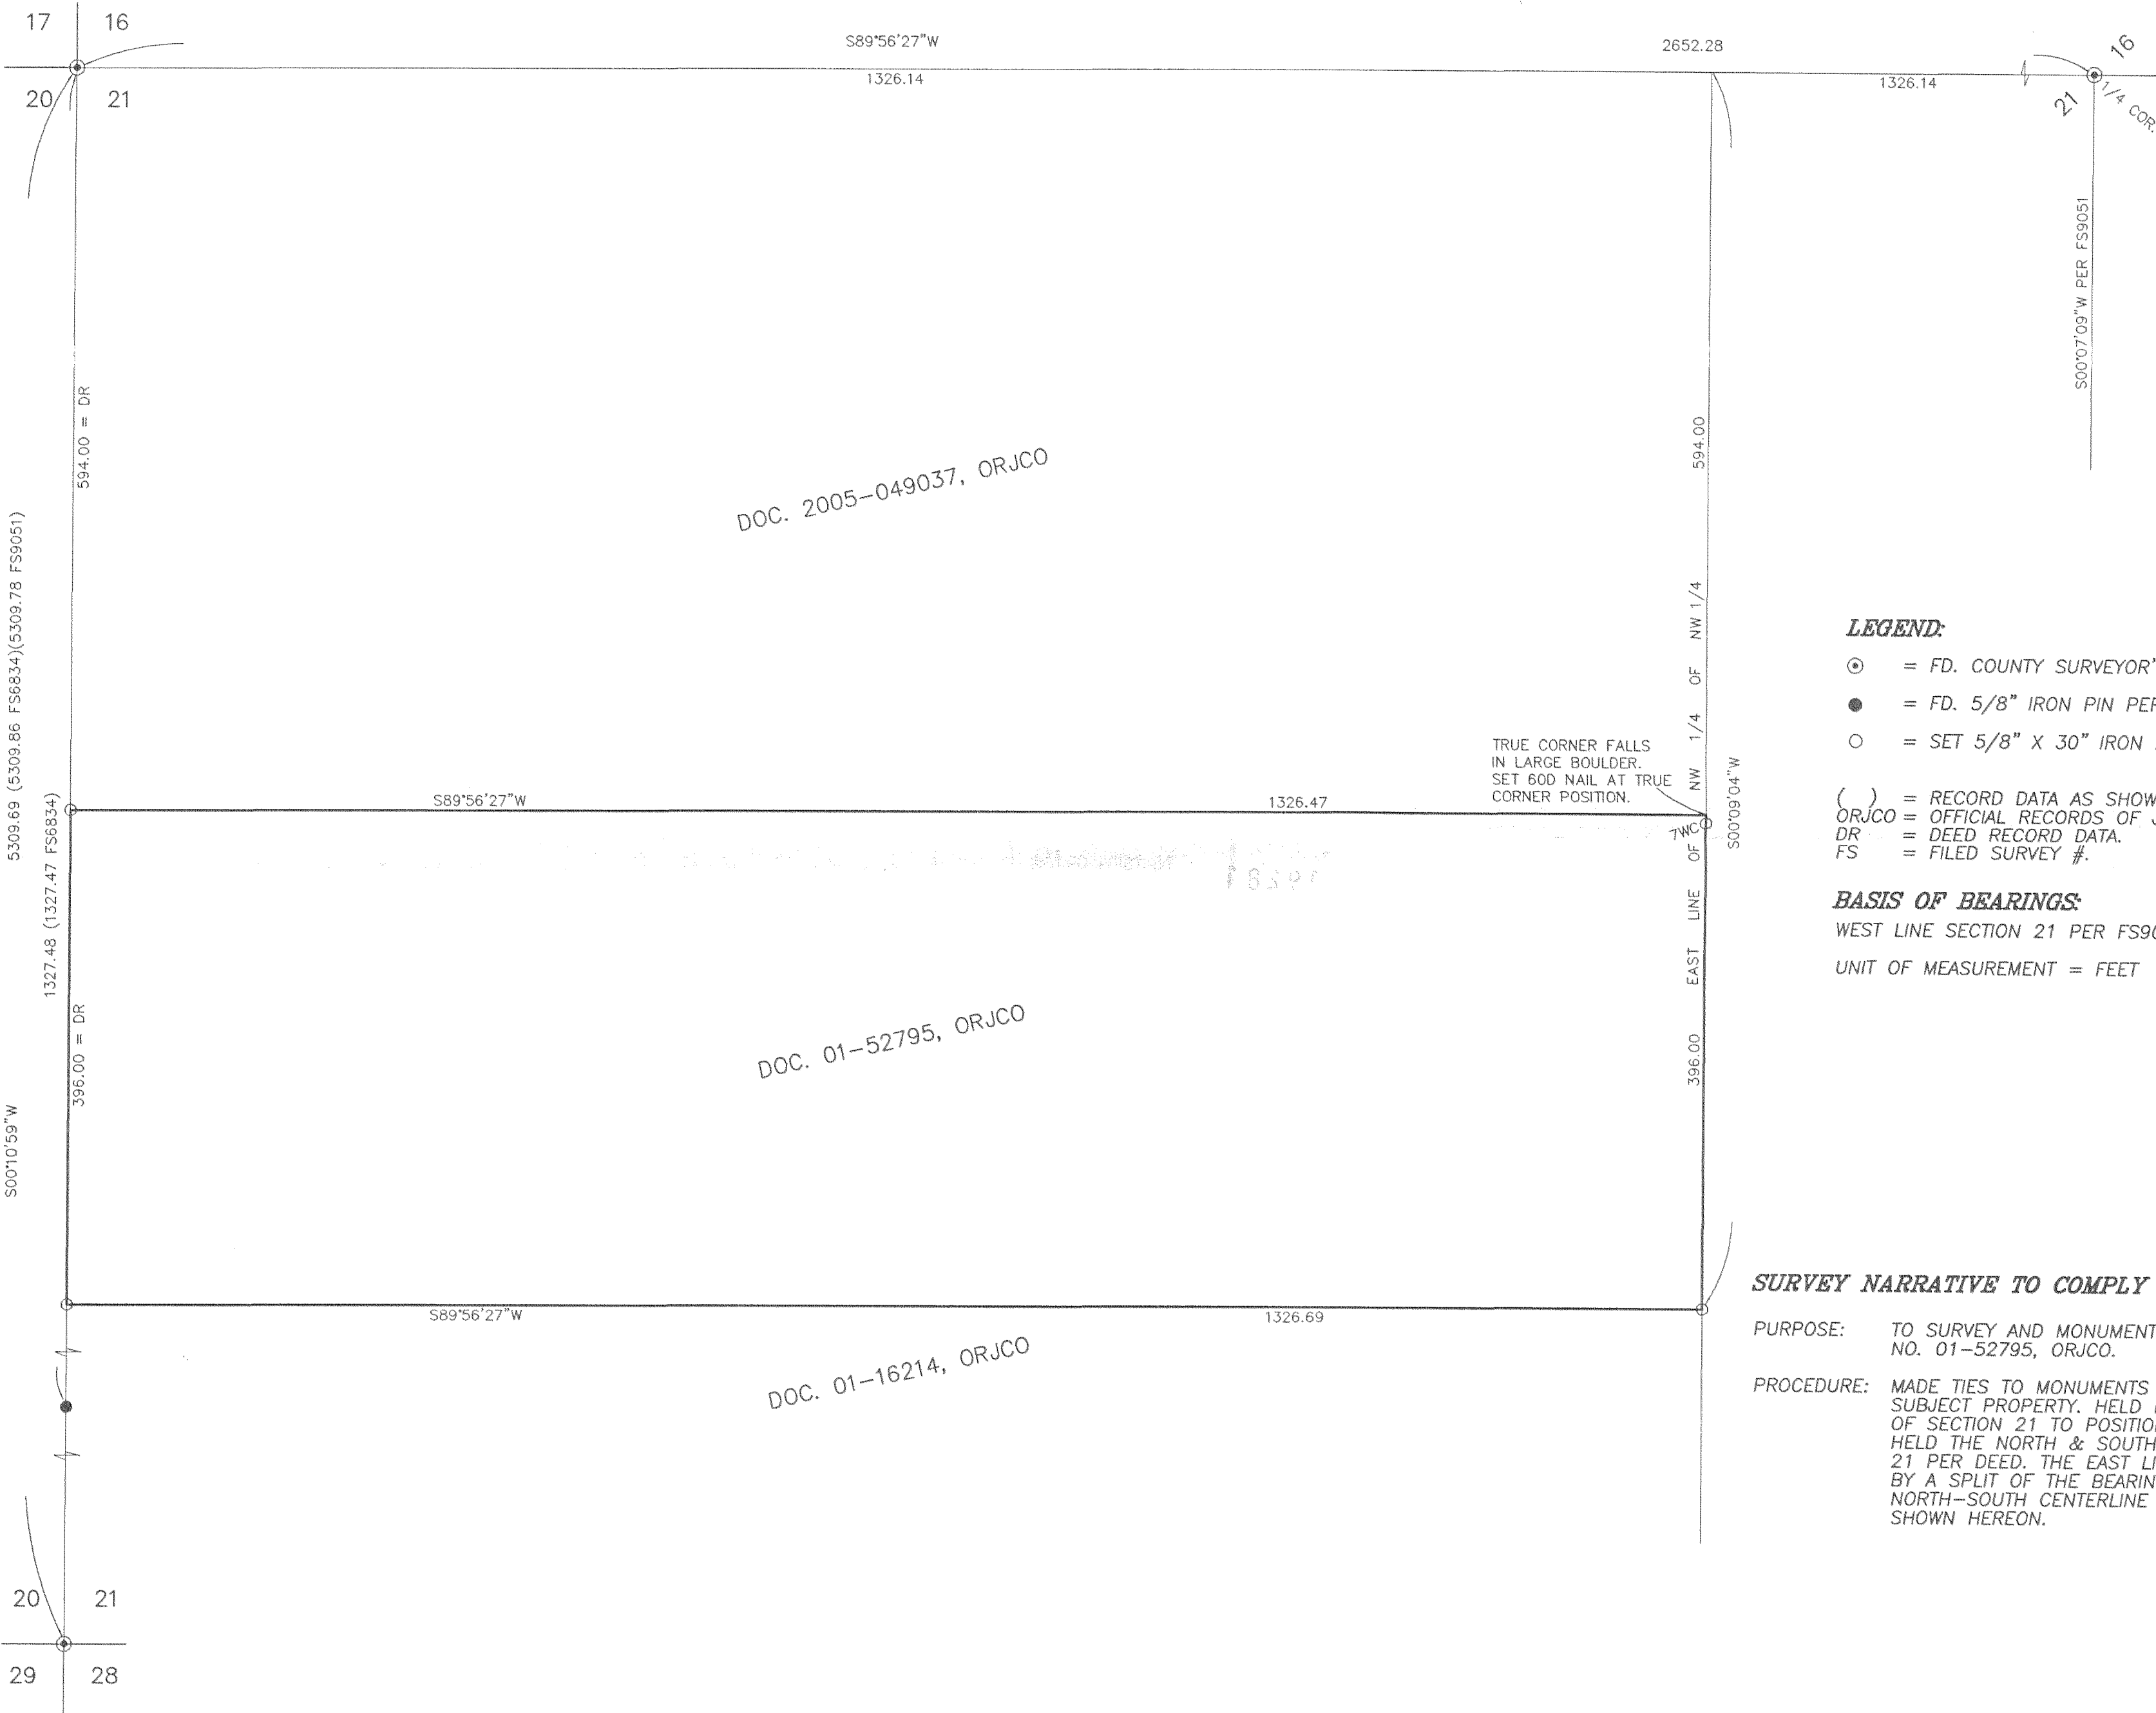 17 16
S89°56'27"W
2652.28
16
1326.14
1326.14
20 21
21
1/4 COR.
S00°07'09"W PER FS9051
594.00 = DR
594.00
DOC. 2005-049037, ORJCO
5309.69 (5309.86 FS6834)(5309.78 FS9051)
1327.48 (1327.47 FS6834)
EAST LINE OF NW 1/4 OF NW 1/4
LEGEND:
= FD. COUNTY SURVEYOR'
= FD. 5/8" IRON PIN PER
= SET 5/8" X 30" IRON
( ) = RECORD DATA AS SHOW
ORJCO = OFFICIAL RECORDS OF
DR = DEED RECORD DATA.
FS = FILED SURVEY #.
BASIS OF BEARINGS:
WEST LINE SECTION 21 PER FS90
UNIT OF MEASUREMENT = FEET
TRUE CORNER FALLS
IN LARGE BOULDER.
SET 60D NAIL AT TRUE
CORNER POSITION.
S89°56'27"W
1326.47
7WC
S00°09'04"W
396.00 = DR
396.00
DOC. 01-52795, ORJCO
S00°10'59"W
S89°56'27"W
1326.69
DOC. 01-16214, ORJCO
SURVEY NARRATIVE TO COMPLY
PURPOSE: TO SURVEY AND MONUMENT
NO. 01-52795, ORJCO.
PROCEDURE: MADE TIES TO MONUMENTS
SUBJECT PROPERTY. HELD
OF SECTION 21 TO POSITION
HELD THE NORTH & SOUTH
21 PER DEED. THE EAST LI
BY A SPLIT OF THE BEARIN
NORTH-SOUTH CENTERLINE
SHOWN HEREON.
20 21
29 28